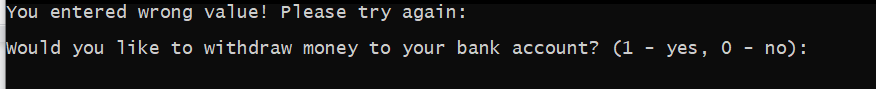 You entered wrong value! Please try again:
Would you like to withdraw money to your bank account? (1 - yes, 0 - no):